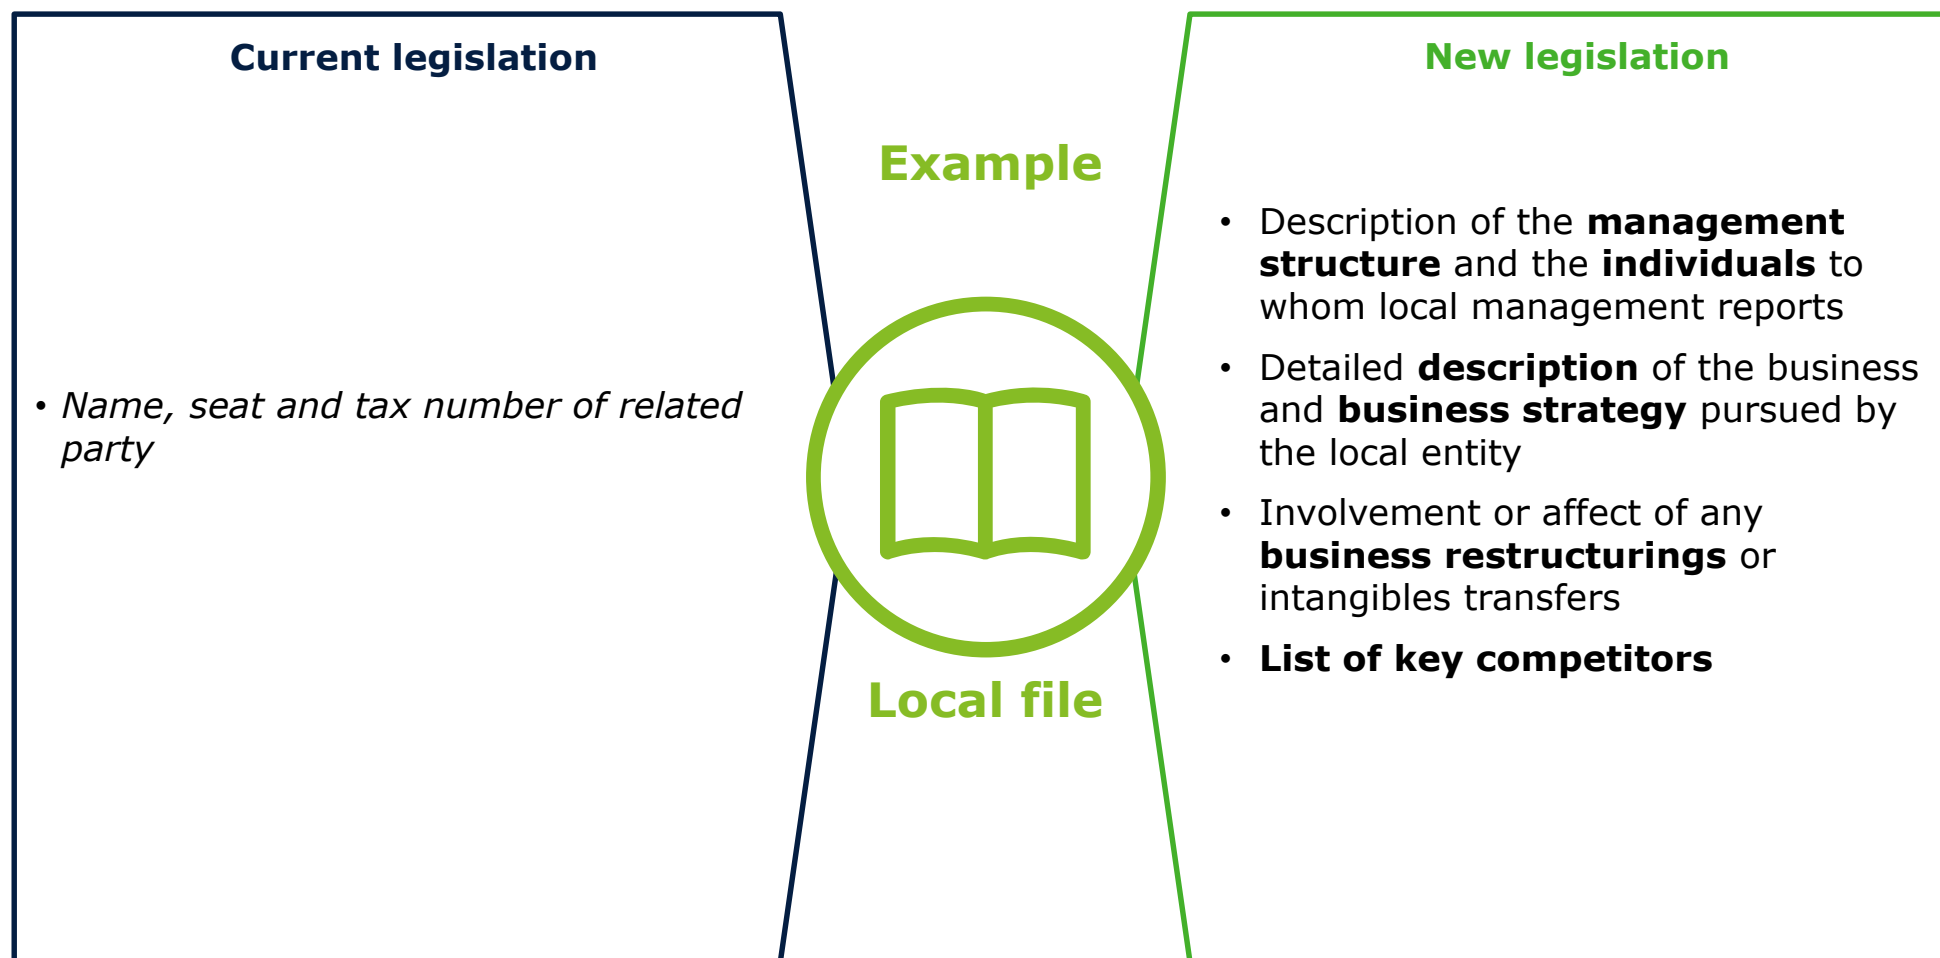 Current legislation
• Name, seat and tax number of related
party
Example
Local file
New legislation
• Description of the management
structure and the individuals to
whom local management reports
• Detailed description of the business
and business strategy pursued by
the local entity
• Involvement or affect of any
business restructurings or
intangibles transfers
• List of key competitors